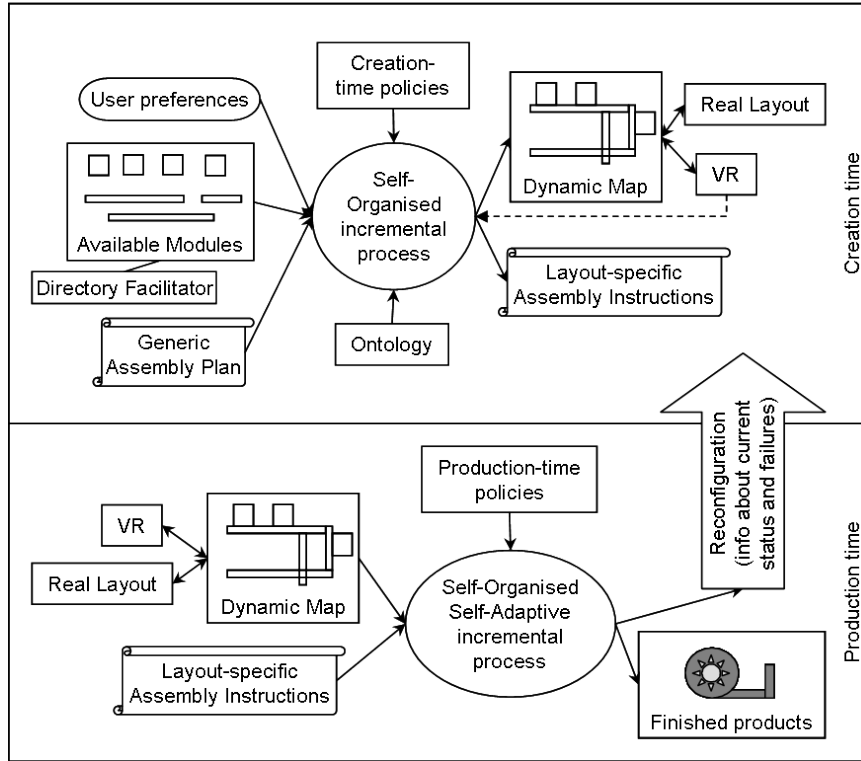 Creation-
time policies
User preferences
Real Layout
Self-
Organised
incremental
process
Dynamic Map
VR
Available Modules
Directory Facilitator
Layout-specific
Assembly Instructions
Generic
Assembly Plan
Ontology
Creation time
Reconfiguration
(info about current
status and failures)
Production-time
policies
VR
Real Layout
Dynamic Map
Self-Organised
Self-Adaptive
incremental
process
Layout-specific
Assembly Instructions
Finished products
Production time